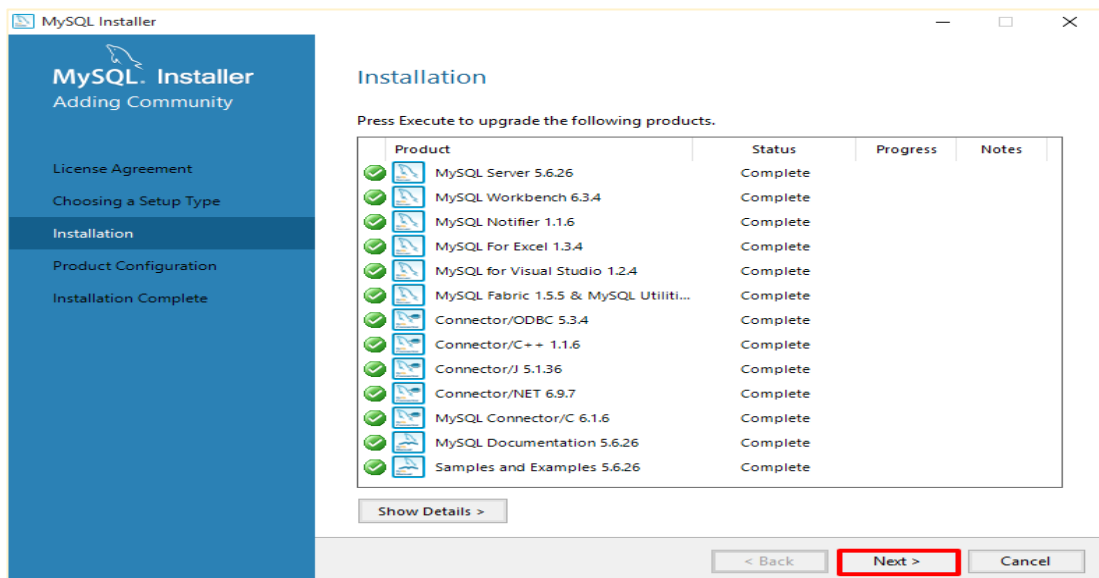 MySQL Installer
MySQL. Installer
Adding Community
License Agreement
Choosing a Setup Type
Installation
Product Configuration
Installation Complete
Installation
Press Execute to upgrade the following products.
Product Status Progress Notes
MySQL Server 5.6.26 Complete
MySQL Workbench 6.3.4 Complete
MySQL Notifier 1.1.6 Complete
MySQL For Excel 1.3.4 Complete
MySQL for Visual Studio 1.2.4 Complete
MySQL Fabric 1.5.5 & MySQL Utiliti... Complete
Connector/ODBC 5.3.4 Complete
Connector/C++ 1.1.6 Complete
Connector/J 5.1.36 Complete
Connector/NET 6.9.7 Complete
MySQL Connector/C 6.1.6 Complete
MySQL Documentation 5.6.26 Complete
Samples and Examples 5.6.26 Complete
Show Details >
< Back Next > Cancel